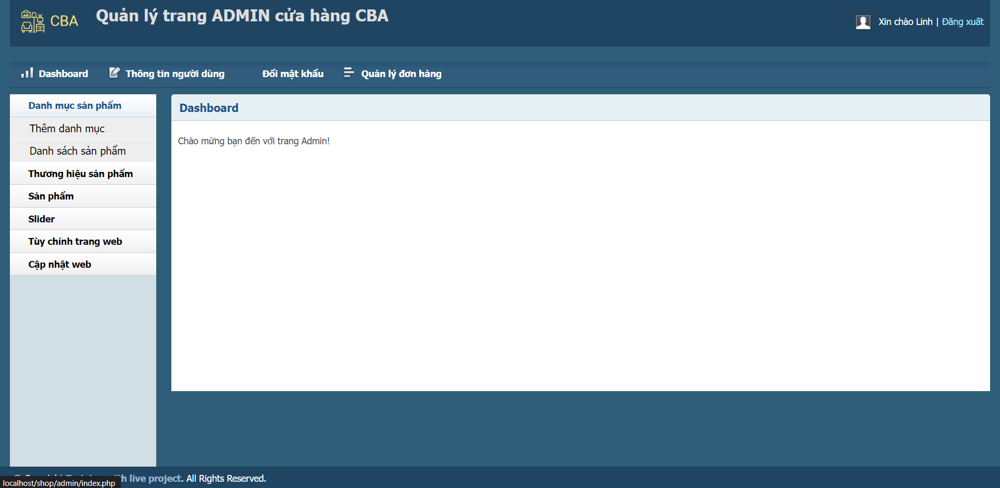 CBA
Quản lý trang ADMIN cửa hàng CBA
Xin chào Linh | Đăng xuất
Dashboard
Thông tin người dùng
Đổi mật khẩu
Quản lý đơn hàng
Danh mục sản phẩm
Thêm danh mục
Danh sách sản phẩm
Thương hiệu sản phẩm
Sản phẩm
Slider
Tùy chỉnh trang web
Cập nhật web
Dashboard
Chào mừng bạn đến với trang Admin!
live project. All Rights Reserved.
localhost/shop/admin/index.php